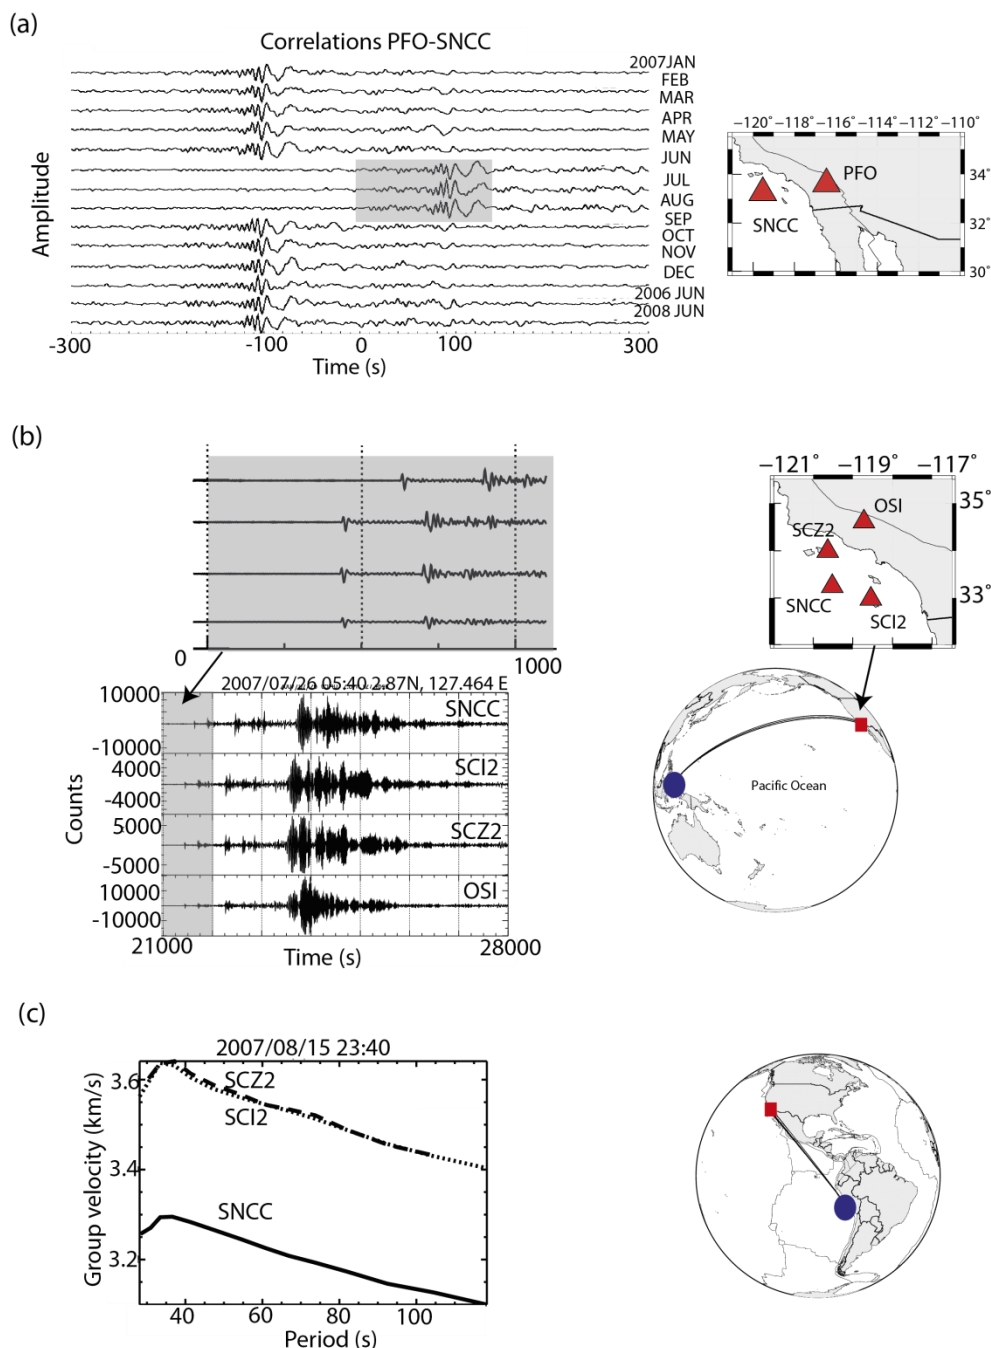 (a)
Correlations PFO-SNCC
Amplitude
2007JAN
FEB
MAR
APR
MAY
JUN
JUL
AUG
SEP
OCT
NOV
DEC
2006 JUN
2008 JUN
-300
-100
0
100
300
Time (s)
−120° −118° −116° −114° −112° −110°
34°
32°
30°
PFO
SNCC
(b)
0
1000
2007/07/26 05:40 2.87N, 127.464 E
10000
-10000
SNCC
4000
-4000
SCI2
5000
-5000
SCZ2
10000
-10000
OSI
Counts
21000
28000
Time (s)
−121° −119° −117°
35°
33°
OSI
SCZ2
SNCC
SCI2
Pacific Ocean
(c)
2007/08/15 23:40
Group velocity (km/s)
3.6
3.4
3.2
SCZ2
SCI2
SNCC
40 60 80 100
Period (s)